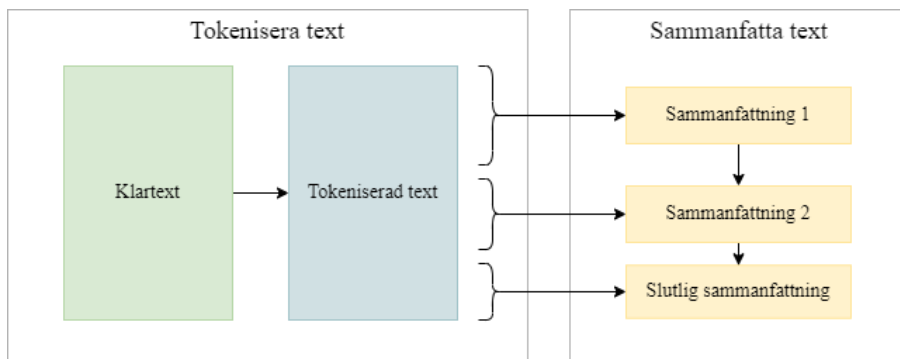 Tokenisera text
Sammanfatta text
Klartext
Tokeniserad text
Sammanfattning 1
Sammanfattning 2
Slutlig sammanfattning